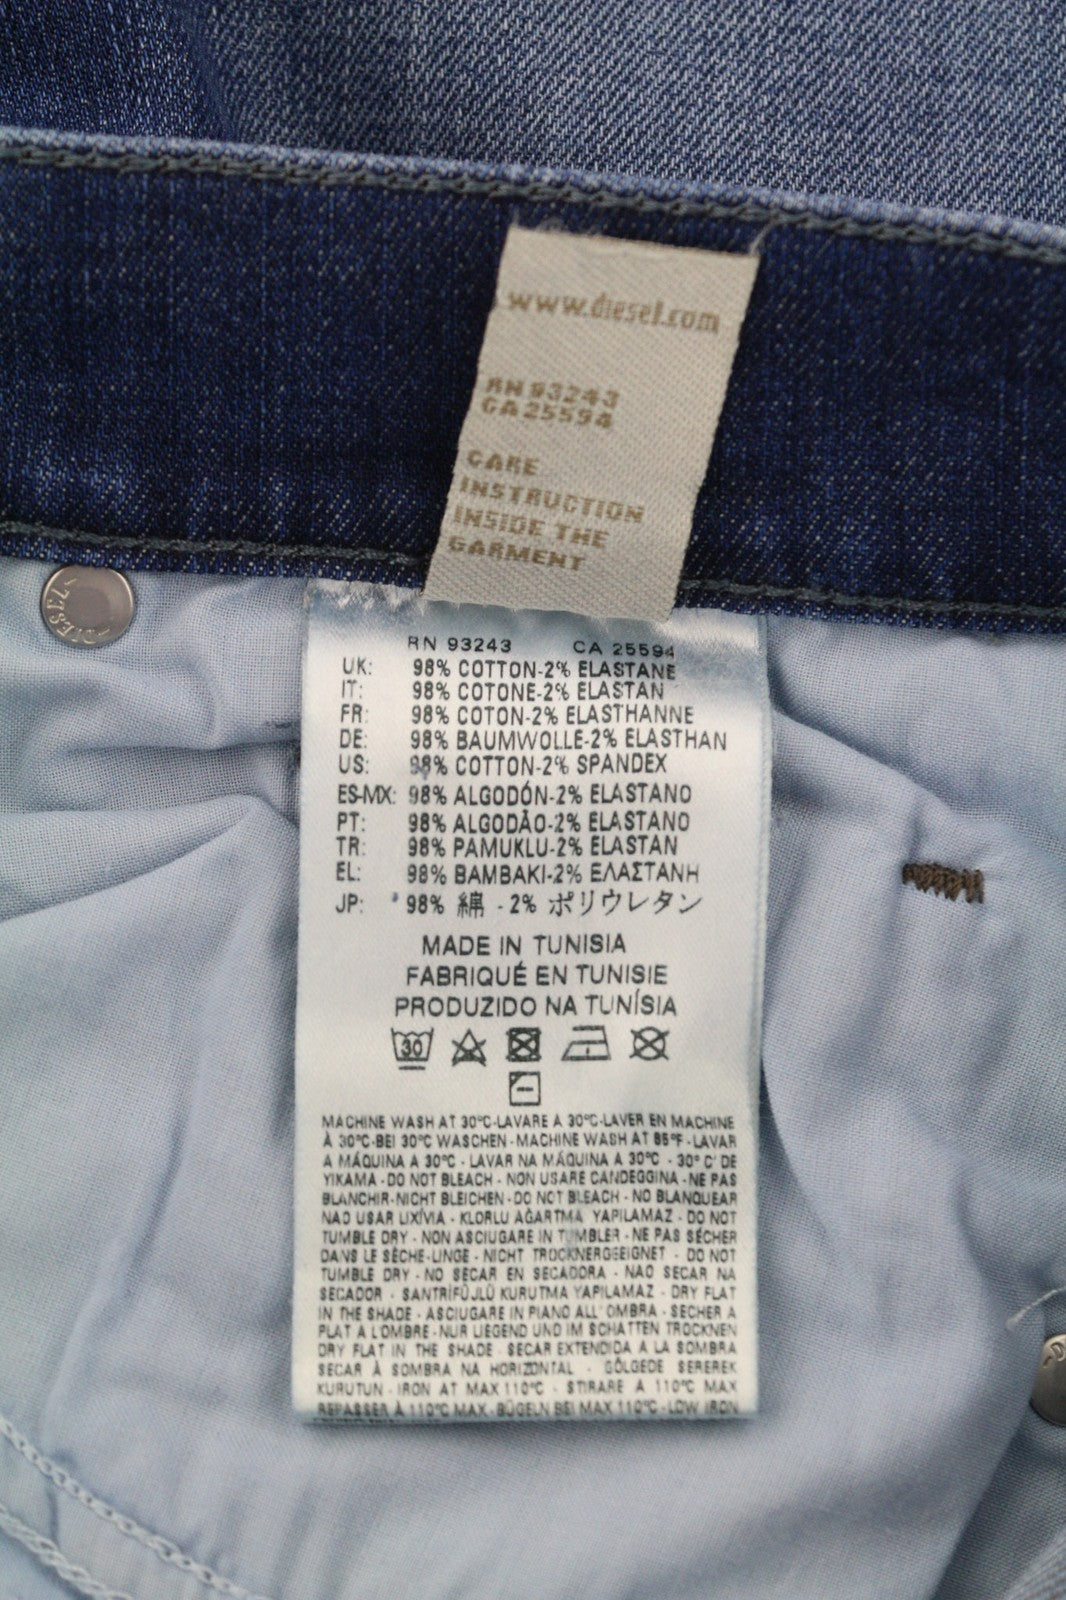 www.diesel.com
RN 93243
CA 25594
CARE
INSTRUCTION
INSIDE THE
GARMENT
DIESEL
RN 93243 CA 25594
UK: 98% COTTON-2% ELASTANE
IT: 98% COTONE-2% ELASTAN
FR: 98% COTON-2% ELASTHANNE
DE: 98% BAUMWOLLE-2% ELASTHAN
US: 98% COTTON-2% SPANDEX
ES-MX: 98% ALGODÓN-2% ELASTANO
PT: 98% ALGODÃO-2% ELASTANO
TR: 98% PAMUKLU-2% ELASTAN
EL: 98% ΒΑΜΒΑΚΙ-2% ΕΛΑΣΤΑΝΗ
JP: 98% 綿 - 2% ポリウレタン
MADE IN TUNISIA
FABRIQUÉ EN TUNISIE
PRODUZIDO NA TUNÍSIA
30
MACHINE WASH AT 30°C-LAVARE A 30°C-LAVER EN MACHINE
À 30°C-BEI 30°C WASCHEN-MACHINE WASH AT 85°F-LAVAR
A MÁQUINA A 30°C - LAVAR NA MÁQUINA A 30°C - 30° C' DE
YIKAMA-DO NOT BLEACH - NON USARE CANDEGGINA-NE PAS
BLANCHIR-NICHT BLEICHEN-DO NOT BLEACH - NO BLANQUEAR
NAO USAR LIXÍVIA - KLORLU AĞARTMA YAPILAMAZ - DO NOT
TUMBLE DRY - NON ASCIUGARE IN TUMBLER - NE PAS SÉCHER
DANS LE SÈCHE-LINGE - NICHT TROCKNERGEEIGNET - DO NOT
TUMBLE DRY - NO SECAR EN SECADORA - NAO SECAR NA
SECADOR - SANTRİFÜJLÜ KURUTMA YAPILAMAZ - DRY FLAT
IN THE SHADE - ASCIUGARE IN PIANO ALL'OMBRA - SECHER A
PLAT A L'OMBRE-NUR LIEGEND UND IM SCHATTEN TROCKNEN
DRY FLAT IN THE SHADE - SECAR EXTENDIDA A LA SOMBRA
SECAR À SOMBRA NA HORIZONTAL - GÖLGEDE SEREREK
KURUTUN - IRON AT MAX 110°C - STIRARE A 110°C MAX
REPASSER À 110°C MAX.-BÜGELN BEI MAX 110°C -LOW IRON